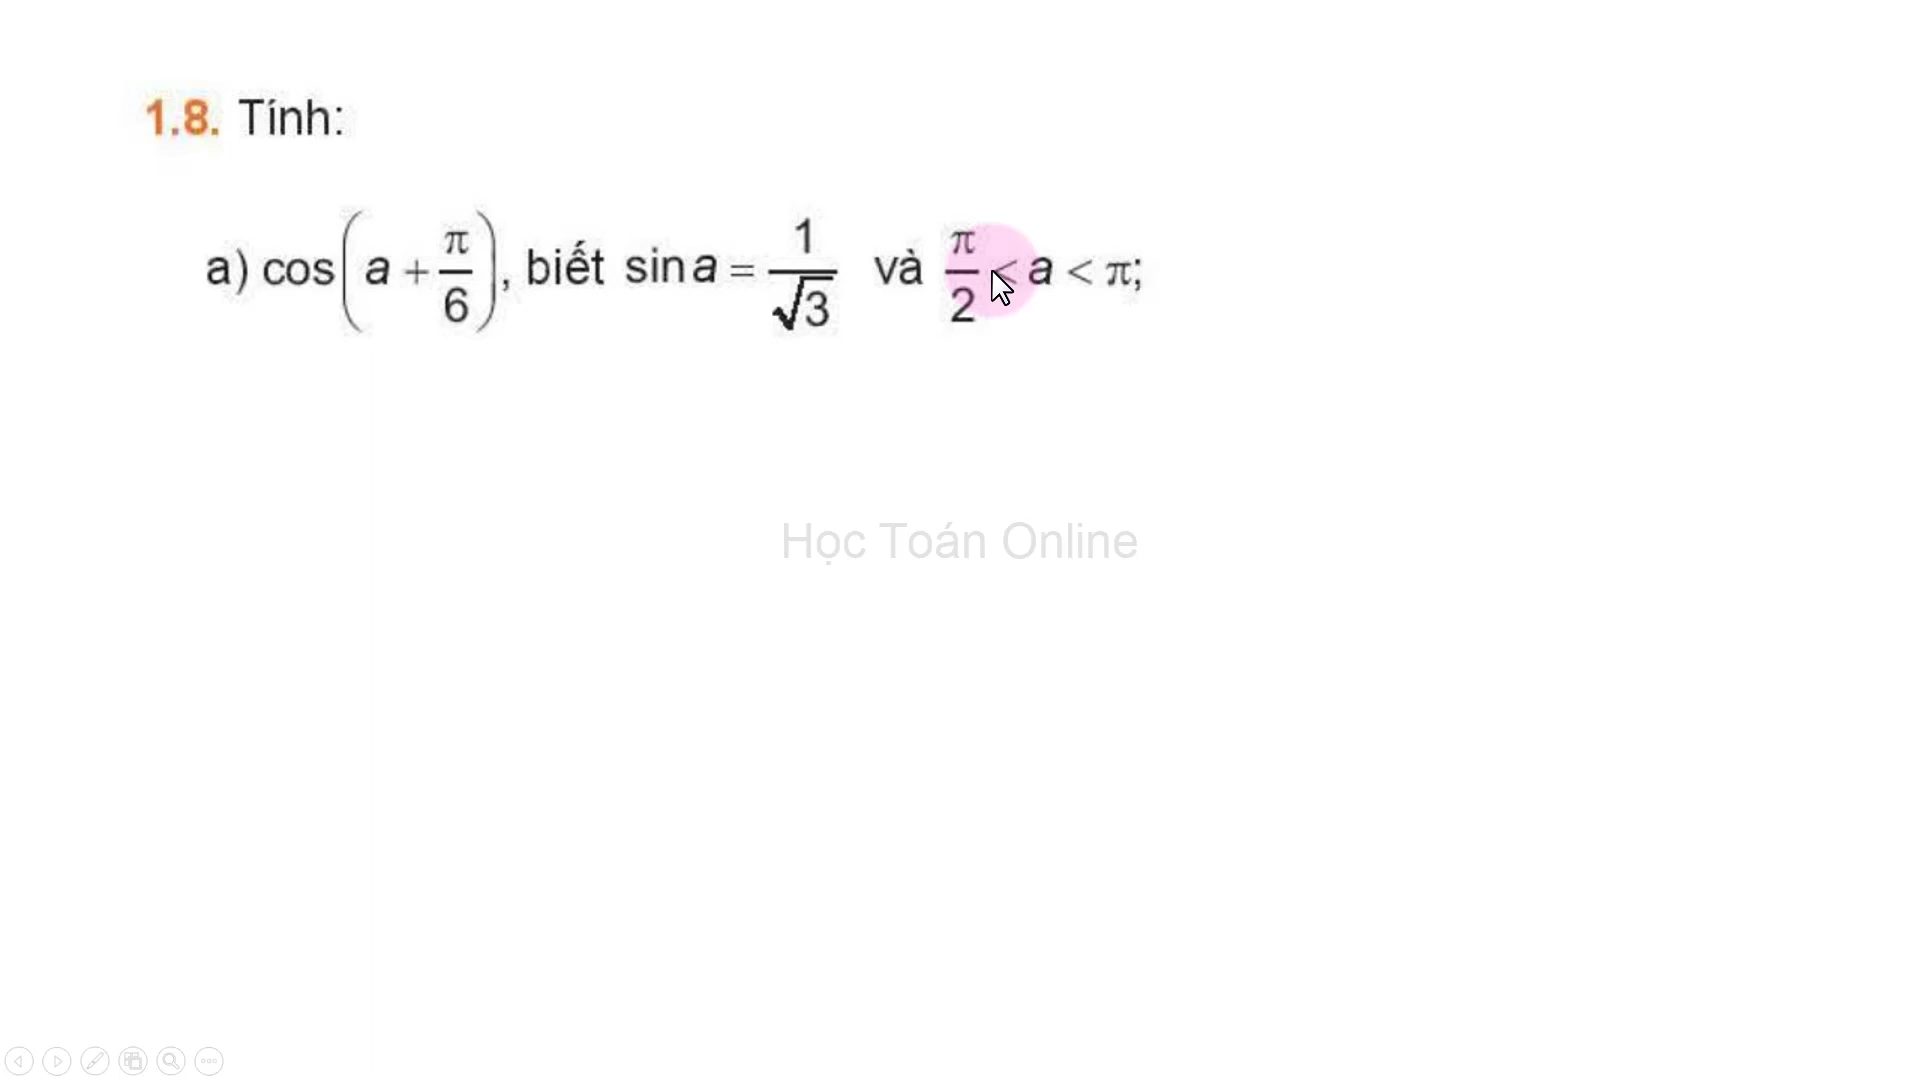 1.8. Tính:
a) cos(a + π/6), biết sin a = 1/√3 và π/2 < a < π;
Học Toán Online